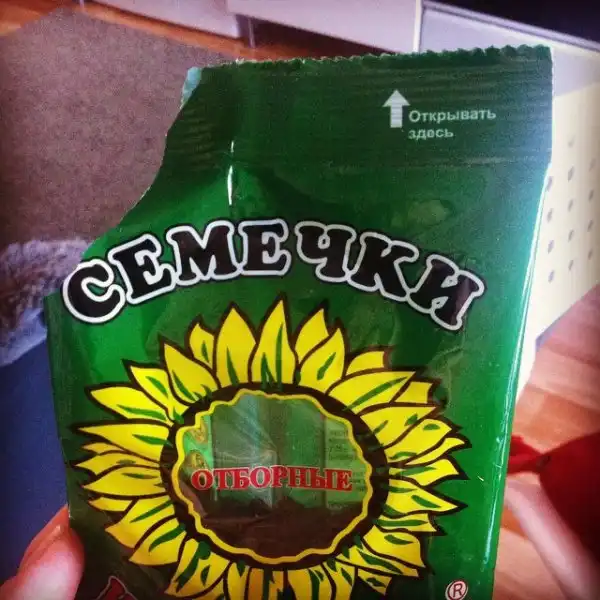 Открывать
здесь
СЕМЕЧКИ
ОТБОРНЫЕ
®